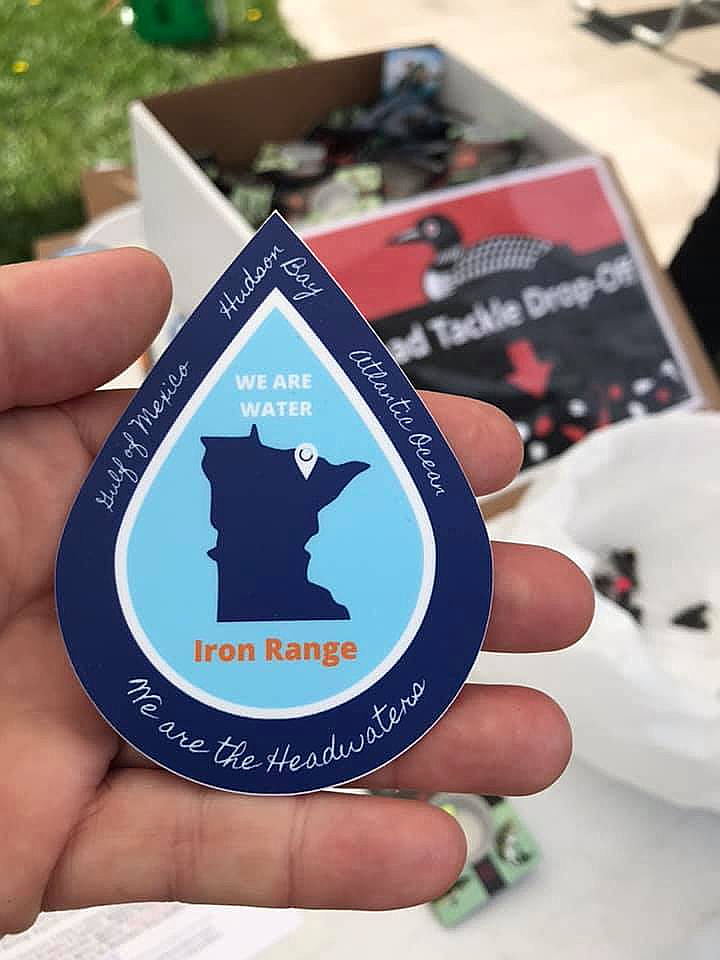 Hudson Bay
Gulf of Mexico
Atlantic Ocean
WE ARE
WATER
Iron Range
We are the Headwaters
ad Tackle Drop-Off